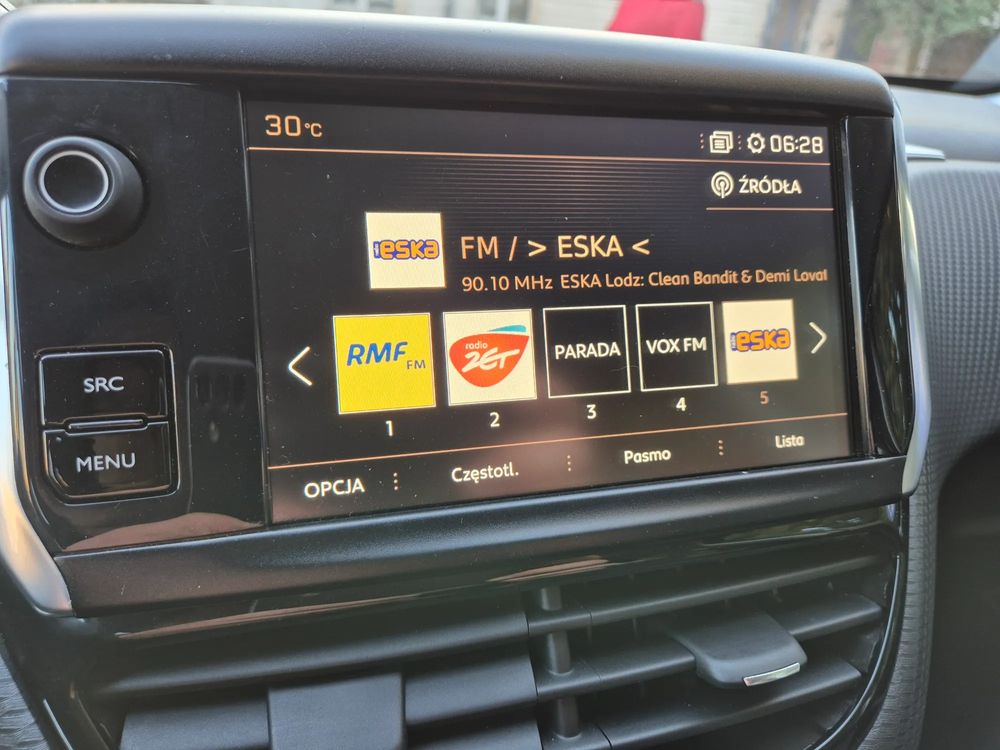 30°C
06:28
ŹRÓDŁA
eska
FM / > ESKA <
90.10 MHz ESKA Lodz: Clean Bandit & Demi Lovat
RMF FM
radio ZET
PARADA
VOX FM
eska
1
2
3
4
5
SRC
MENU
OPCJA
Częstotl.
Pasmo
Lista